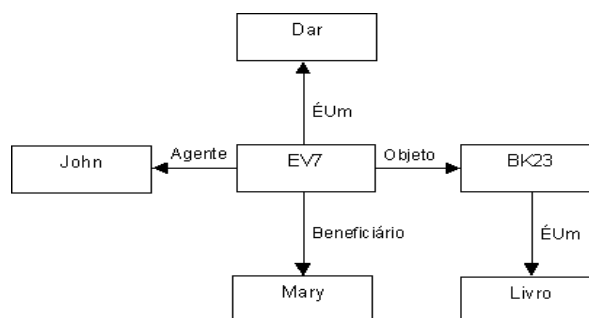 Dar
ÉUm
John
Agente
EV7
Objeto
BK23
Beneficiário
ÉUm
Mary
Livro